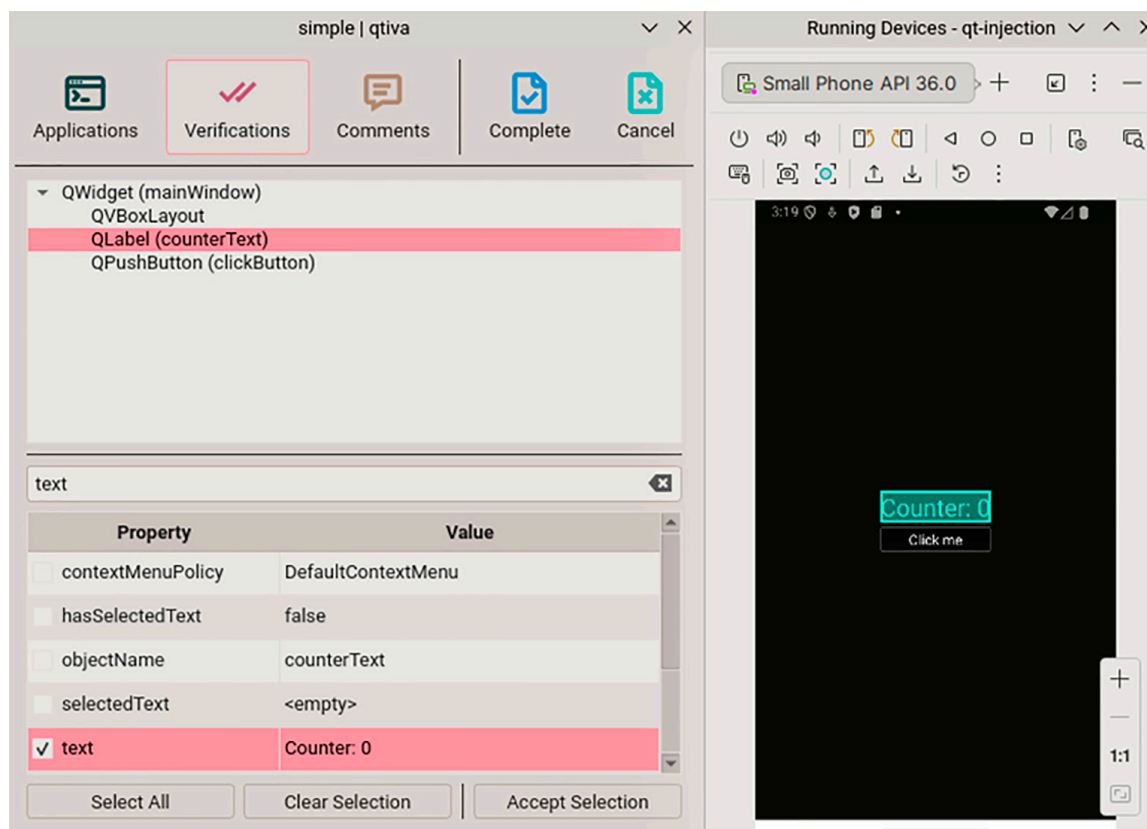 simple | qtiva
Applications
Verifications
Comments
Complete
Cancel
QWidget (mainWindow)
QVBoxLayout
QLabel (counterText)
QPushButton (clickButton)
text
Property Value
contextMenuPolicy DefaultContextMenu
hasSelectedText false
objectName counterText
selectedText <empty>
text Counter: 0
Select All
Clear Selection
Accept Selection
Running Devices - qt-injection
Small Phone API 36.0
3:19
Counter: 0
Click me
1:1